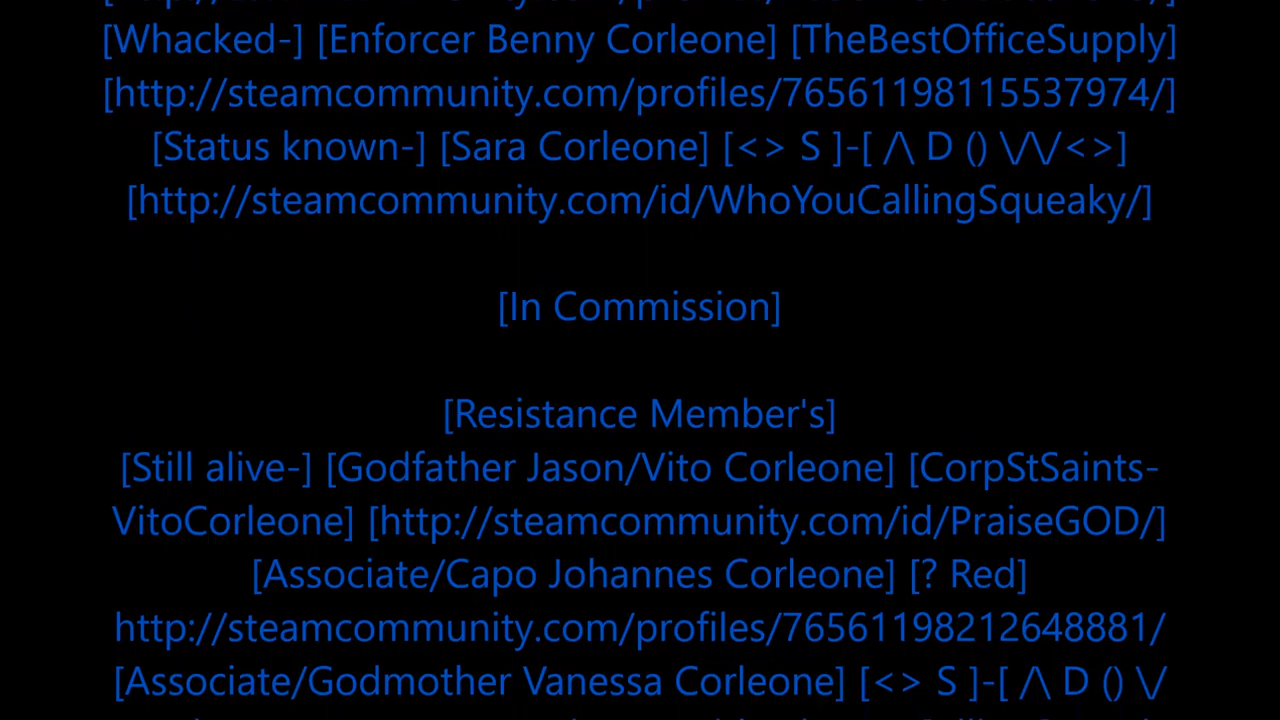 [Whacked-] [Enforcer Benny Corleone] [TheBestOfficeSupply]
[http://steamcommunity.com/profiles/76561198115537974/]
[Status known-] [Sara Corleone] [<> S ]-[ /\ D () \/\/<>]
[http://steamcommunity.com/id/WhoYouCallingSqueaky/]
[In Commission]
[Resistance Member's]
[Still alive-] [Godfather Jason/Vito Corleone] [CorpStSaints-
VitoCorleone] [http://steamcommunity.com/id/PraiseGOD/]
[Associate/Capo Johannes Corleone] [? Red]
http://steamcommunity.com/profiles/76561198212648881/
[Associate/Godmother Vanessa Corleone] [<> S ]-[ /\ D () \/